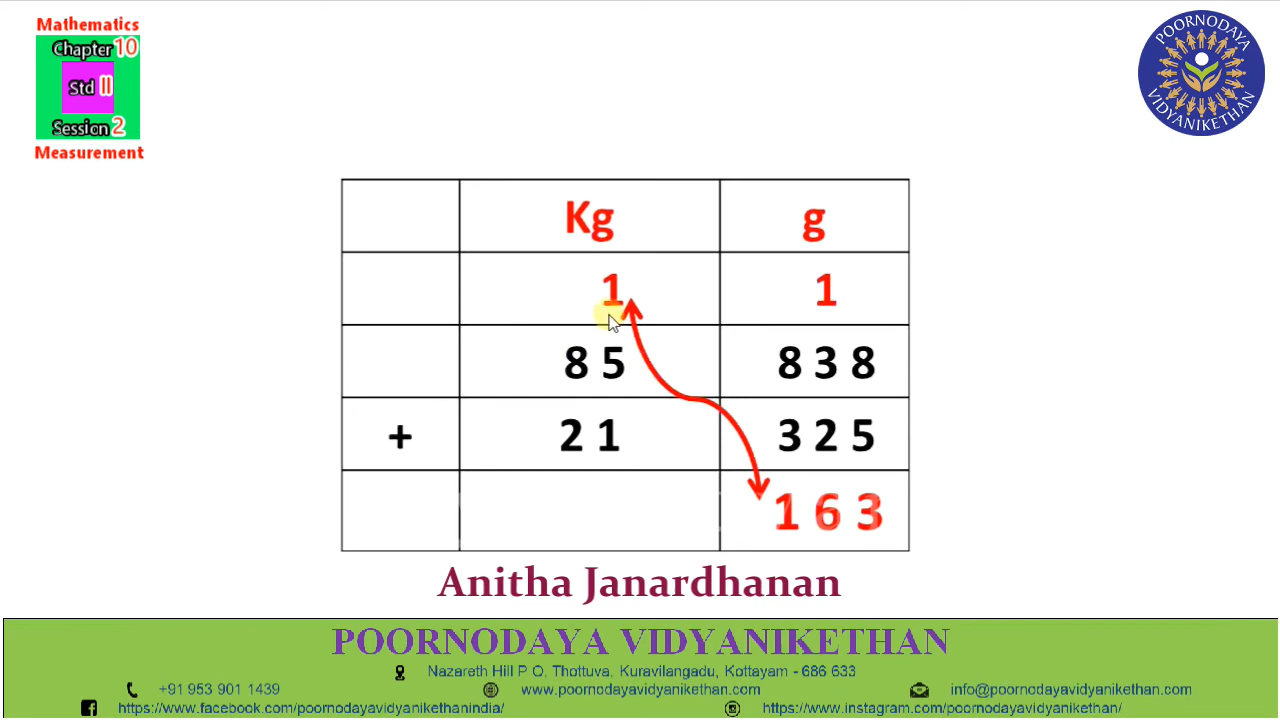 Mathematics
Chapter 10
Std II
Session 2
Measurement
POORNODAYA
VIDYANIKETHAN
Kg g
1 1
8 5 8 3 8
+ 2 1 3 2 5
1 6 3
Anitha Janardhanan
POORNODAYA VIDYANIKETHAN
Nazareth Hill P O, Thottuva, Kuravilangadu, Kottayam - 686 633
+91 953 901 1439 www.poornodayavidyanikethan.com info@poornodayavidyanikethan.com
https://www.facebook.com/poornodayavidyanikethanindia/ https://www.instagram.com/poornodayavidyanikethan/